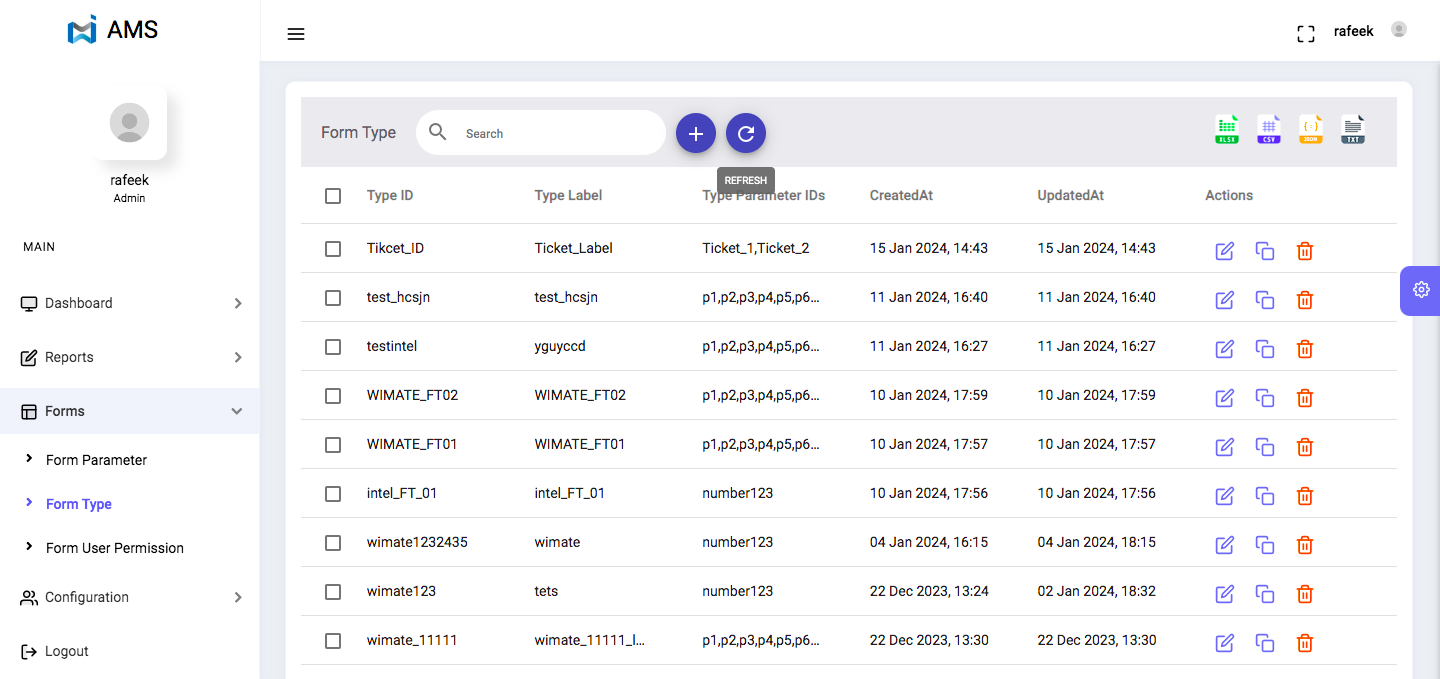 AMS
rafeek
rafeek
Admin
MAIN
Dashboard
Reports
Forms
Form Parameter
Form Type
Form User Permission
Configuration
Logout
Form Type Search
XLSX CSV JSON TXT
REFRESH
Type ID Type Label Type Parameter IDs CreatedAt UpdatedAt Actions
Tikcet_ID Ticket_Label Ticket_1,Ticket_2 15 Jan 2024, 14:43 15 Jan 2024, 14:43
test_hcsjn test_hcsjn p1,p2,p3,p4,p5,p6... 11 Jan 2024, 16:40 11 Jan 2024, 16:40
testintel yguyccd p1,p2,p3,p4,p5,p6... 11 Jan 2024, 16:27 11 Jan 2024, 16:27
WIMATE_FT02 WIMATE_FT02 p1,p2,p3,p4,p5,p6... 10 Jan 2024, 17:59 10 Jan 2024, 17:59
WIMATE_FT01 WIMATE_FT01 p1,p2,p3,p4,p5,p6... 10 Jan 2024, 17:57 10 Jan 2024, 17:57
intel_FT_01 intel_FT_01 number123 10 Jan 2024, 17:56 10 Jan 2024, 17:56
wimate1232435 wimate number123 04 Jan 2024, 16:15 04 Jan 2024, 18:15
wimate123 tets number123 22 Dec 2023, 13:24 02 Jan 2024, 18:32
wimate_11111 wimate_11111_l... p1,p2,p3,p4,p5,p6... 22 Dec 2023, 13:30 22 Dec 2023, 13:30